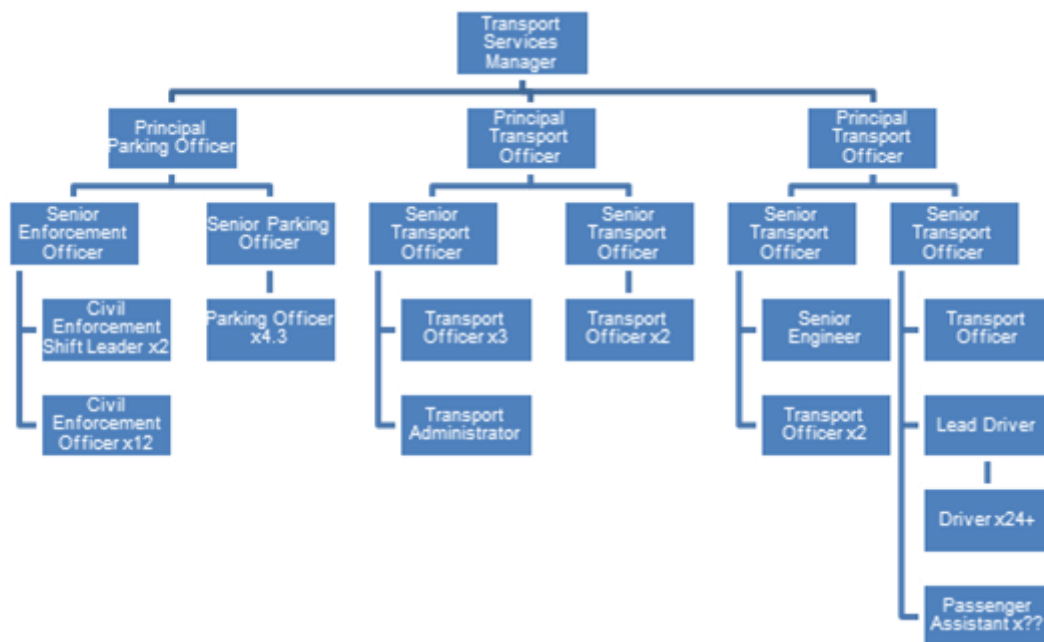 Transport
Services
Manager
Principal
Parking Officer
Principal
Transport
Officer
Principal
Transport
Officer
Senior
Enforcement
Officer
Senior Parking
Officer
Senior
Transport
Officer
Senior
Transport
Officer
Senior
Transport
Officer
Senior
Transport
Officer
Civil
Enforcement
Shift Leader x2
Parking Officer
x4.3
Transport
Officer x3
Transport
Officer x2
Senior
Engineer
Transport
Officer
Civil
Enforcement
Officer x12
Transport
Administrator
Transport
Officer x2
Lead Driver
Driver x24+
Passenger
Assistant x??